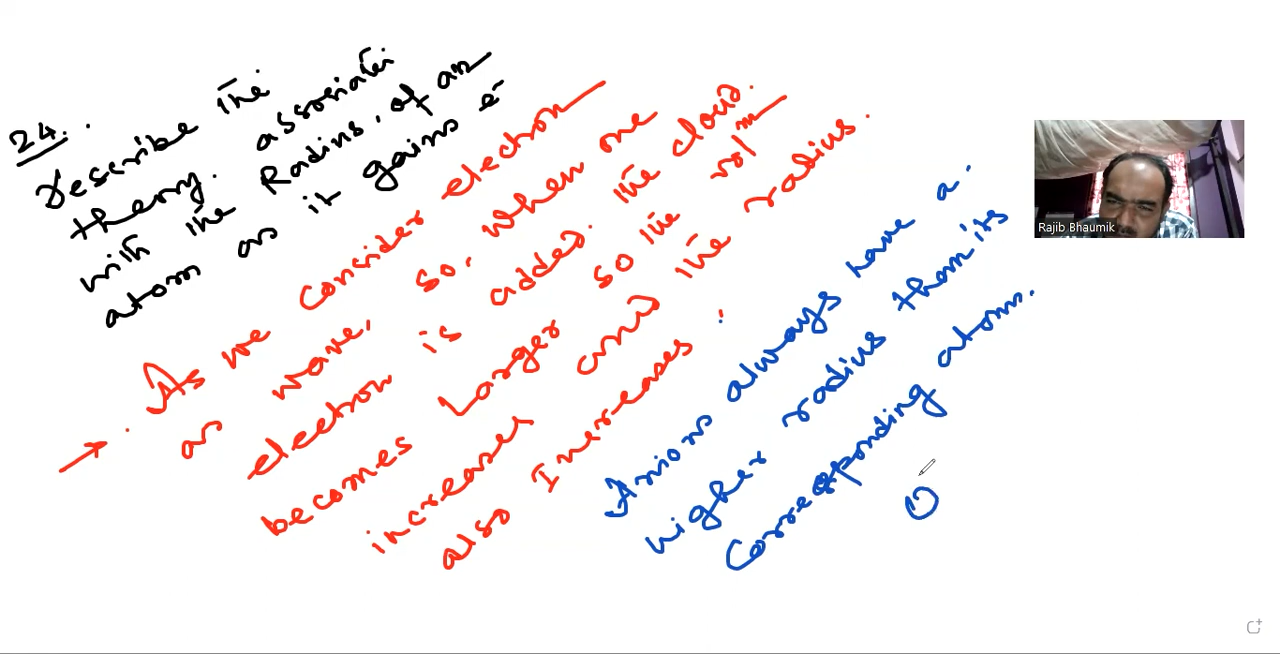 24.
Describe the
theory. associated
with the Radius, of an
atom as it gains e-
→ As we consider electron
as wave, so, when one
electron is added. the cloud.
becomes Larger so the vol^m
increases and the radius.
also Increases!
Anions always have a.
higher radius than its
Corresponding atoms.
O
Rajib Bhaumik